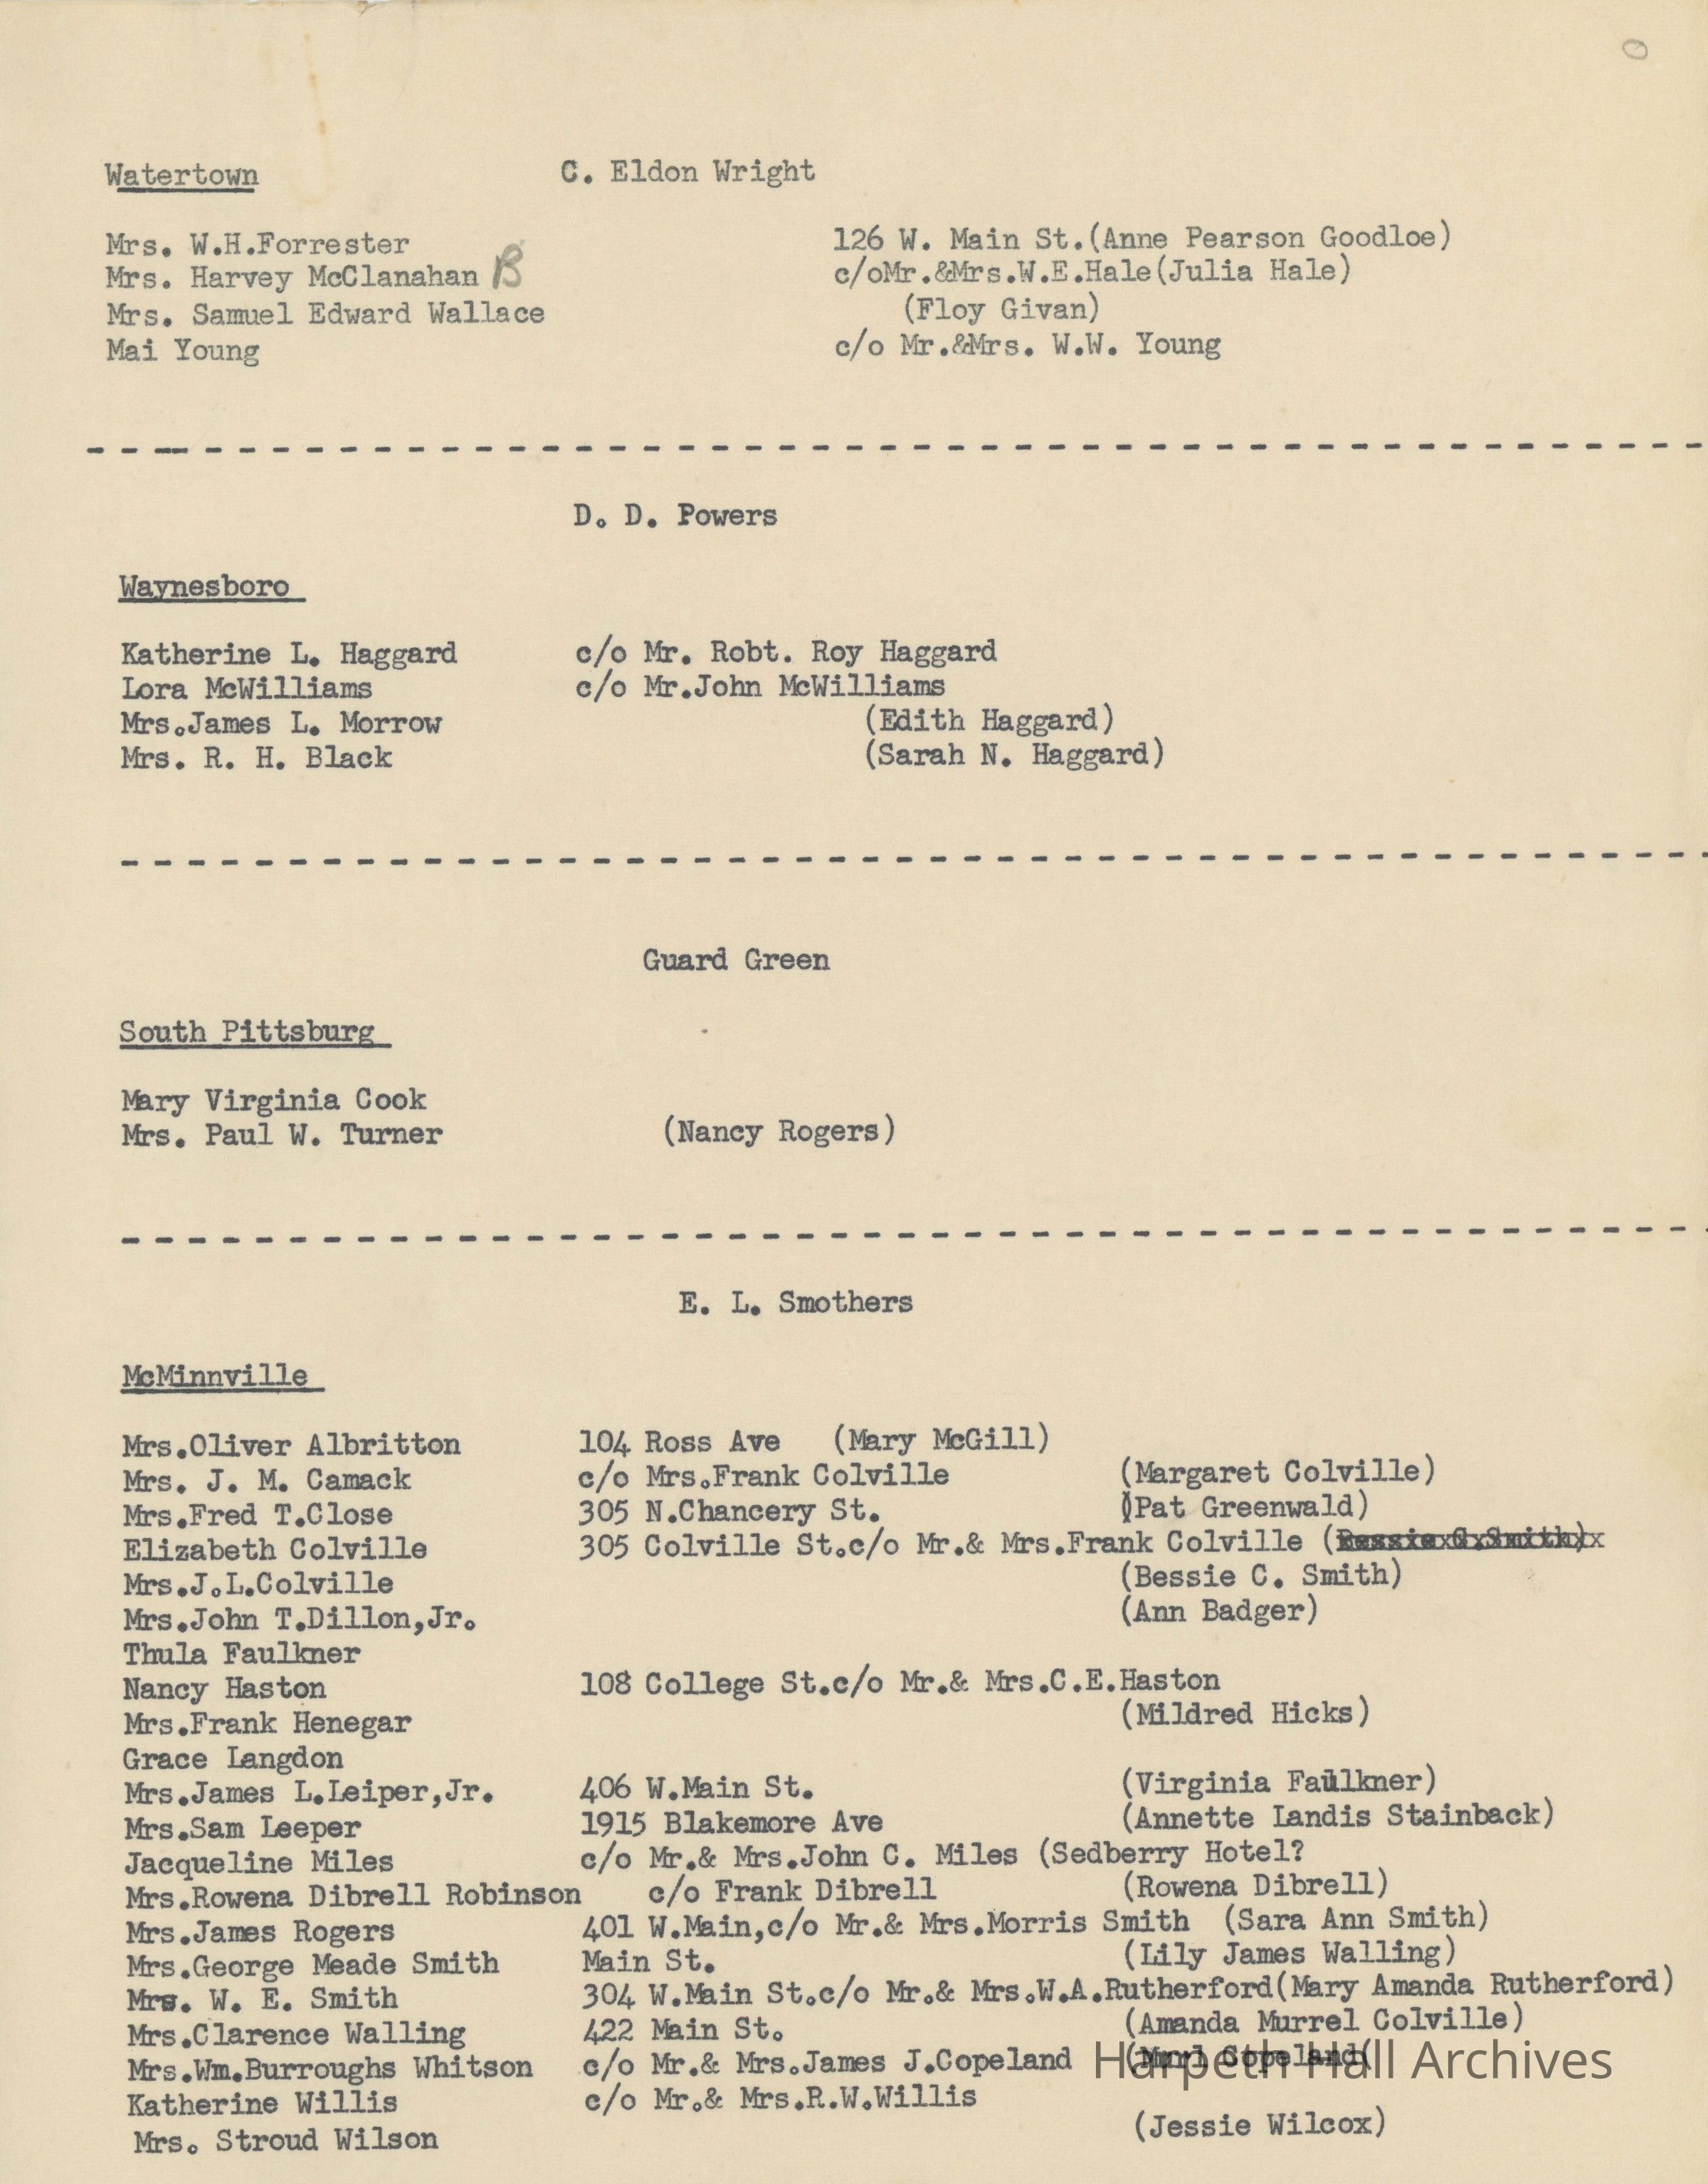 O
Watertown C. Eldon Wright
Mrs. W.H.Forrester 126 W. Main St.(Anne Pearson Goodloe)
Mrs. Harvey McClanahan B c/oMr.&Mrs.W.E.Hale(Julia Hale)
Mrs. Samuel Edward Wallace (Floy Givan)
Mai Young c/o Mr.&Mrs. W.W. Young
D. D. Powers
Waynesboro
Katherine L. Haggard c/o Mr. Robt. Roy Haggard
Lora McWilliams c/o Mr.John McWilliams
Mrs.James L. Morrow (Edith Haggard)
Mrs. R. H. Black (Sarah N. Haggard)
Guard Green
South Pittsburg
Mary Virginia Cook
Mrs. Paul W. Turner (Nancy Rogers)
E. L. Smothers
McMinnville
Mrs.Oliver Albritton 104 Ross Ave (Mary McGill)
Mrs. J. M. Camack c/o Mrs.Frank Colville (Margaret Colville)
Mrs.Fred T.Close 305 N.Chancery St. (Pat Greenwald)
Elizabeth Colville 305 Colville St.c/o Mr.& Mrs.Frank Colville (Bessie C.Smith)
Mrs.J.L.Colville (Bessie C. Smith)
Mrs.John T.Dillon,Jr. (Ann Badger)
Thula Faulkner
Nancy Haston 108 College St.c/o Mr.& Mrs.C.E.Haston
Mrs.Frank Henegar (Mildred Hicks)
Grace Langdon
Mrs.James L.Leiper,Jr. 406 W.Main St. (Virginia Faulkner)
Mrs.Sam Leeper 1915 Blakemore Ave (Annette Landis Stainback)
Jacqueline Miles c/o Mr.& Mrs.John C. Miles (Sedberry Hotel?
Mrs.Rowena Dibrell Robinson c/o Frank Dibrell (Rowena Dibrell)
Mrs.James Rogers 401 W.Main,c/o Mr.& Mrs.Morris Smith (Sara Ann Smith)
Mrs.George Meade Smith Main St. (Lily James Walling)
Mrs. W. E. Smith 304 W.Main St.c/o Mr.& Mrs.W.A.Rutherford(Mary Amanda Rutherford)
Mrs.Clarence Walling 422 Main St. (Amanda Murrel Colville)
Mrs.Wm.Burroughs Whitson c/o Mr.& Mrs.James J.Copeland (Murl Copeland(
Harpeth Hall Archives
Katherine Willis c/o Mr.& Mrs.R.W.Willis
Mrs. Stroud Wilson (Jessie Wilcox)